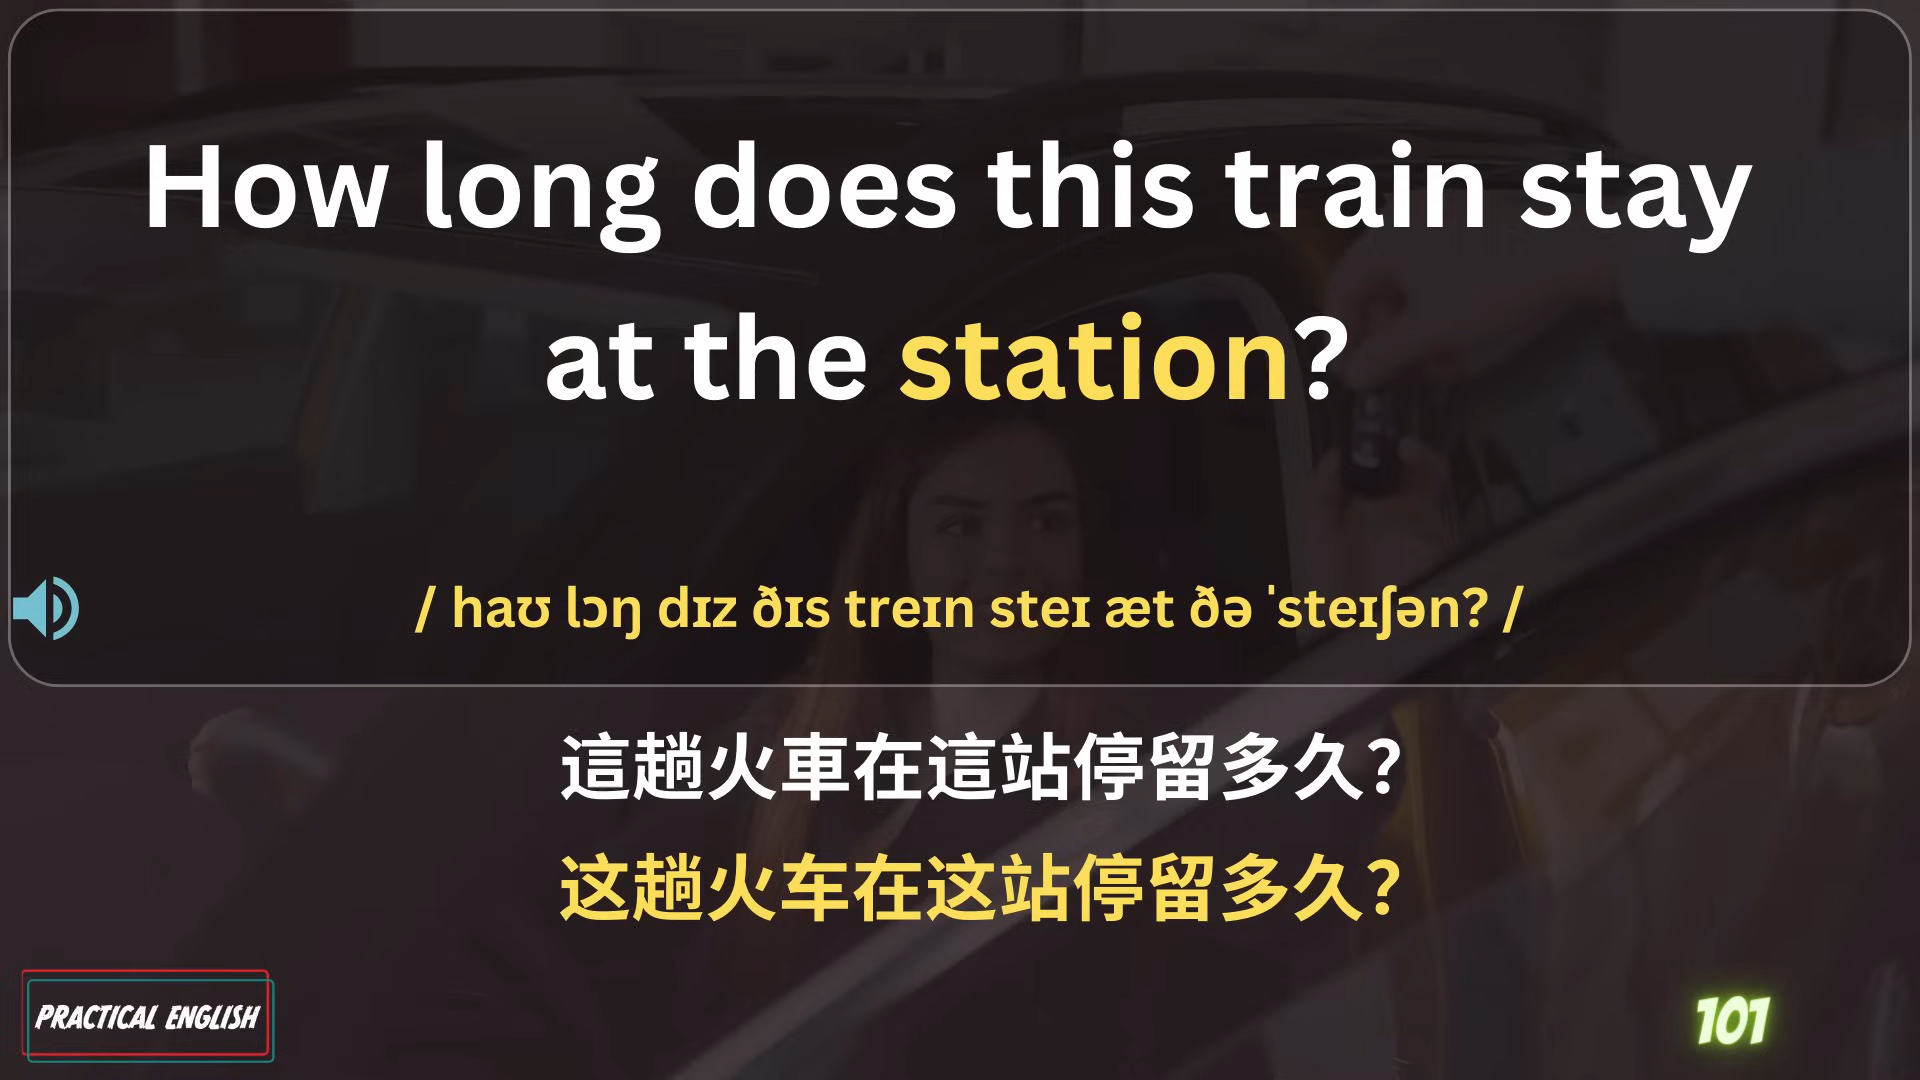 How long does this train stay
at the station?
/ haʊ lɔŋ dɪz ðɪs treɪn steɪ æt ðə ˈsteɪʃən? /
這趟火車在這站停留多久?
这趟火车在这站停留多久?
PRACTICAL ENGLISH
101